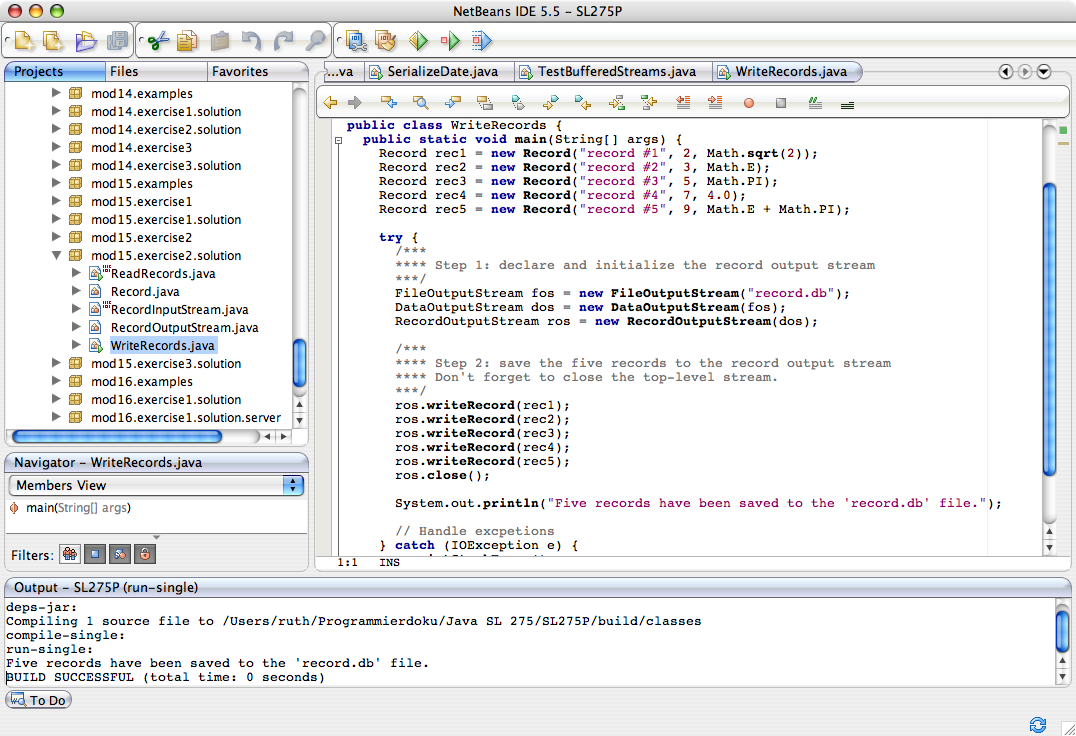 NetBeans IDE 5.5 – SL275P
Projects Files Favorites
mod14.examples
mod14.exercise1.solution
mod14.exercise2.solution
mod14.exercise3
mod14.exercise3.solution
mod15.examples
mod15.exercise1
mod15.exercise1.solution
mod15.exercise2
mod15.exercise2.solution
ReadRecords.java
Record.java
RecordInputStream.java
RecordOutputStream.java
WriteRecords.java
mod15.exercise3.solution
mod16.examples
mod16.exercise1.solution
mod16.exercise1.solution.server
Navigator – WriteRecords.java
Members View
main(String[] args)
Filters:
...va SerializeDate.java TestBufferedStreams.java WriteRecords.java
public class WriteRecords {
public static void main(String[] args) {
Record rec1 = new Record("record #1", 2, Math.sqrt(2));
Record rec2 = new Record("record #2", 3, Math.E);
Record rec3 = new Record("record #3", 5, Math.PI);
Record rec4 = new Record("record #4", 7, 4.0);
Record rec5 = new Record("record #5", 9, Math.E + Math.PI);
try {
/***
**** Step 1: declare and initialize the record output stream
***/
FileOutputStream fos = new FileOutputStream("record.db");
DataOutputStream dos = new DataOutputStream(fos);
RecordOutputStream ros = new RecordOutputStream(dos);
/***
**** Step 2: save the five records to the record output stream
**** Don't forget to close the top-level stream.
***/
ros.writeRecord(rec1);
ros.writeRecord(rec2);
ros.writeRecord(rec3);
ros.writeRecord(rec4);
ros.writeRecord(rec5);
ros.close();
System.out.println("Five records have been saved to the 'record.db' file.");
// Handle excpetions
} catch (IOException e) {
1:1 INS
Output – SL275P (run-single)
deps-jar:
Compiling 1 source file to /Users/ruth/Programmierdoku/Java SL 275/SL275P/build/classes
compile-single:
run-single:
Five records have been saved to the 'record.db' file.
BUILD SUCCESSFUL (total time: 0 seconds)
To Do